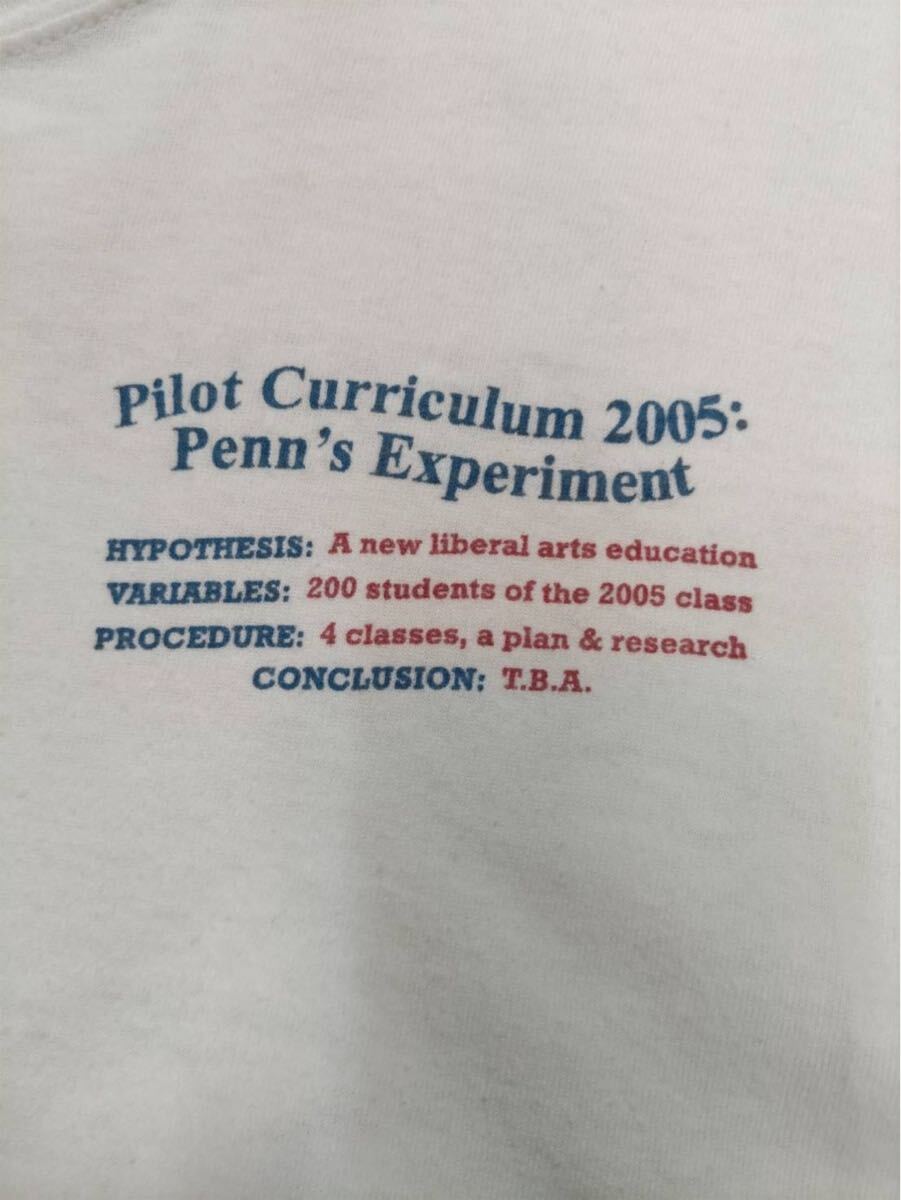 Pilot Curriculum 2005:
Penn's Experiment
HYPOTHESIS: A new liberal arts education
VARIABLES: 200 students of the 2005 class
PROCEDURE: 4 classes, a plan & research
CONCLUSION: T.B.A.